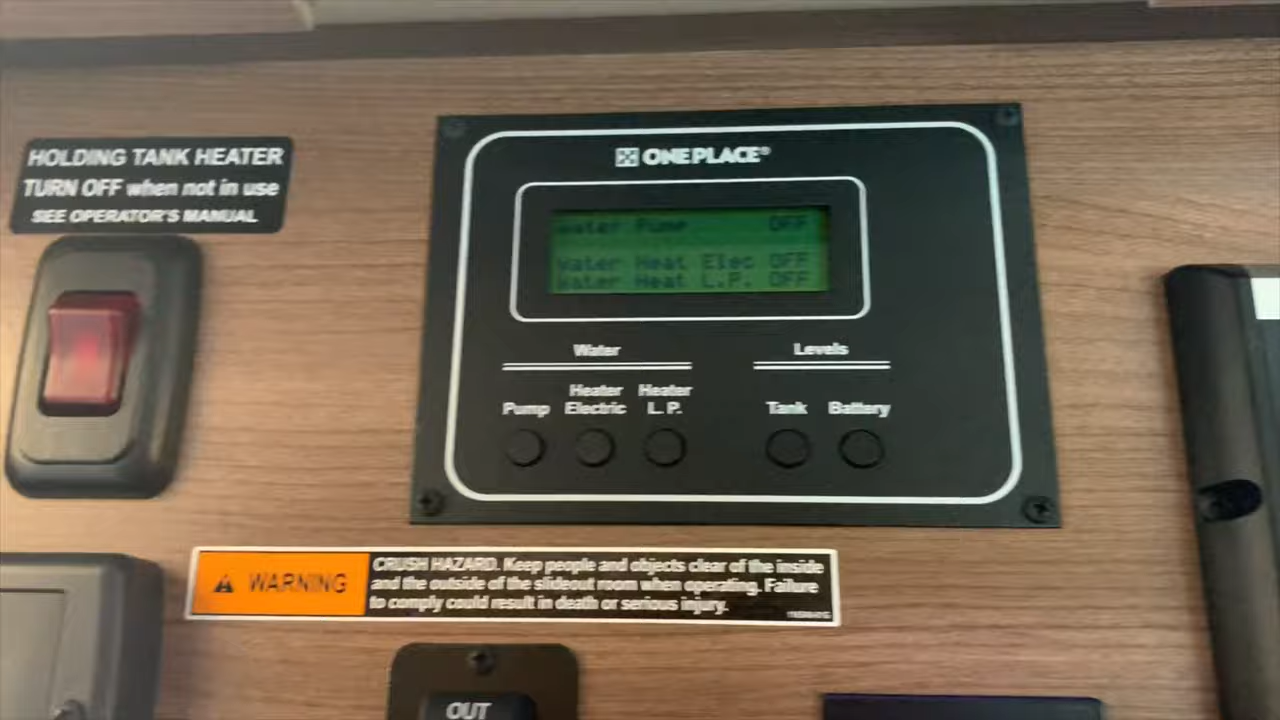 HOLDING TANK HEATER
TURN OFF when not in use
SEE OPERATOR'S MANUAL
ONEPLACE®
Water Pump OFF
Water Heat Elec OFF
Water Heat L.P. OFF
Water
Levels
Pump
Heater Electric
Heater L.P.
Tank
Battery
WARNING
CRUSH HAZARD. Keep people and objects clear of the inside
and the outside of the slideout room when operating. Failure
to comply could result in death or serious injury.
OUT